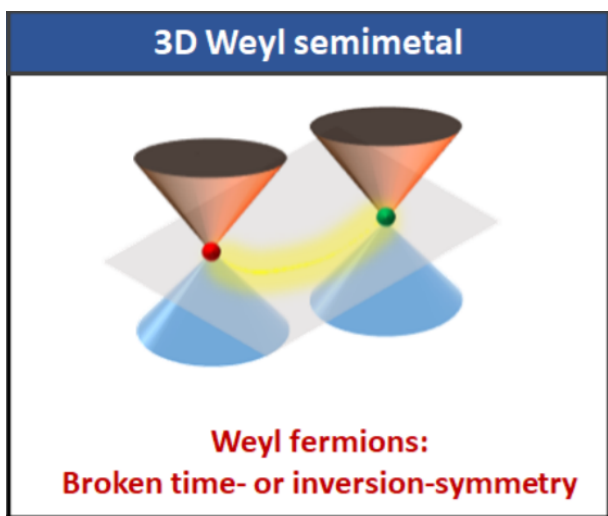 3D Weyl semimetal
Weyl fermions:
Broken time- or inversion-symmetry